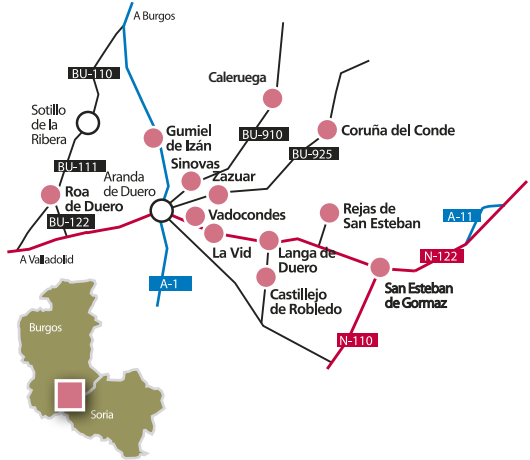 A Burgos
BU-110
Caleruega
Sotillo
de la
Ribera
Gumiel
de Izán
BU-910
Coruña del Conde
BU-925
BU-111
Sinovas
Zazuar
Aranda
de Duero
Roa
de Duero
BU-122
Vadocondes
Rejas de
San Esteban
A-11
La Vid
Langa de
Duero
N-122
A Valladolid
A-1
Castillejo
de Robledo
San Esteban
de Gormaz
N-110
Burgos
Soria